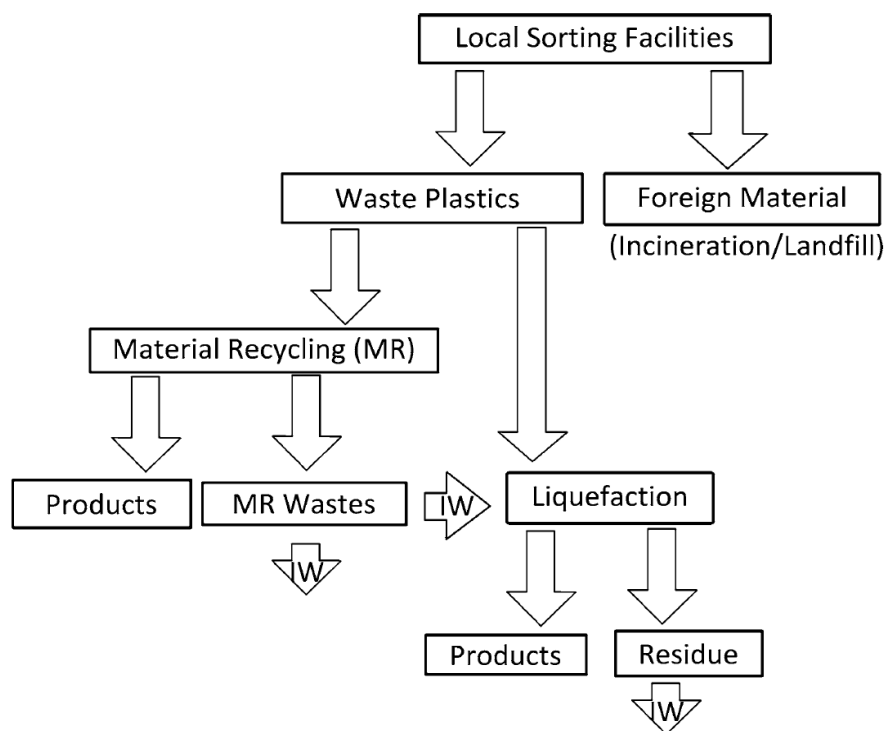 Local Sorting Facilities
Waste Plastics
Foreign Material
(Incineration/Landfill)
Material Recycling (MR)
Products
MR Wastes
IW
Liquefaction
IW
Products
Residue
IW